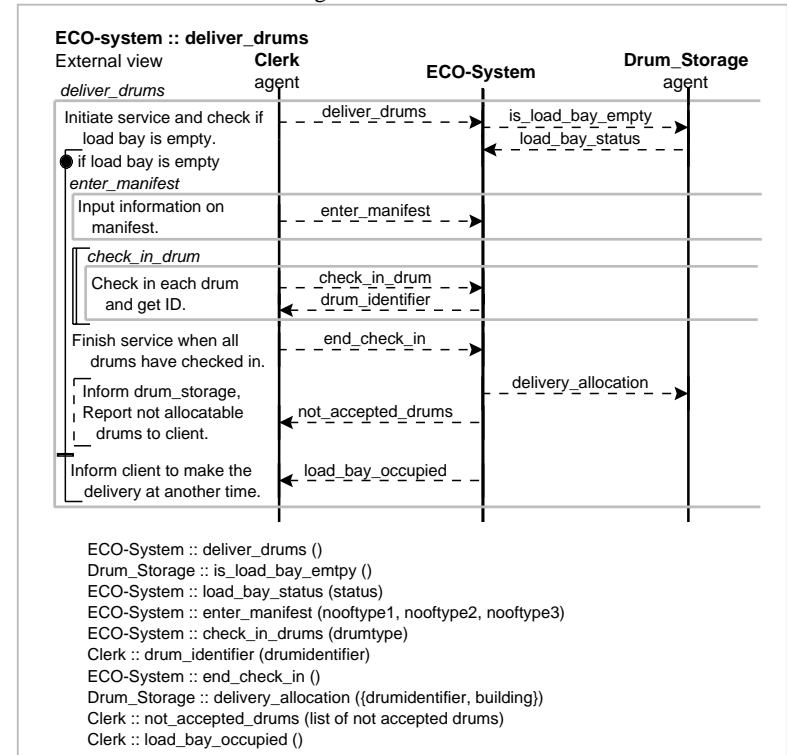 ECO-system :: deliver_drums
External view
Clerk
agent
ECO-System
Drum_Storage
agent
deliver_drums
Initiate service and check if
load bay is empty.
deliver_drums
is_load_bay_empty
load_bay_status
if load bay is empty
enter_manifest
Input information on
manifest.
enter_manifest
check_in_drum
Check in each drum
and get ID.
check_in_drum
drum_identifier
Finish service when all
drums have checked in.
end_check_in
delivery_allocation
Inform drum_storage,
Report not allocatable
drums to client.
not_accepted_drums
Inform client to make the
delivery at another time.
load_bay_occupied
ECO-System :: deliver_drums ()
Drum_Storage :: is_load_bay_emtpy ()
ECO-System :: load_bay_status (status)
ECO-System :: enter_manifest (nooftype1, nooftype2, nooftype3)
ECO-System :: check_in_drums (drumtype)
Clerk :: drum_identifier (drumidentifier)
ECO-System :: end_check_in ()
Drum_Storage :: delivery_allocation ({drumidentifier, building})
Clerk :: not_accepted_drums (list of not accepted drums)
Clerk :: load_bay_occupied ()